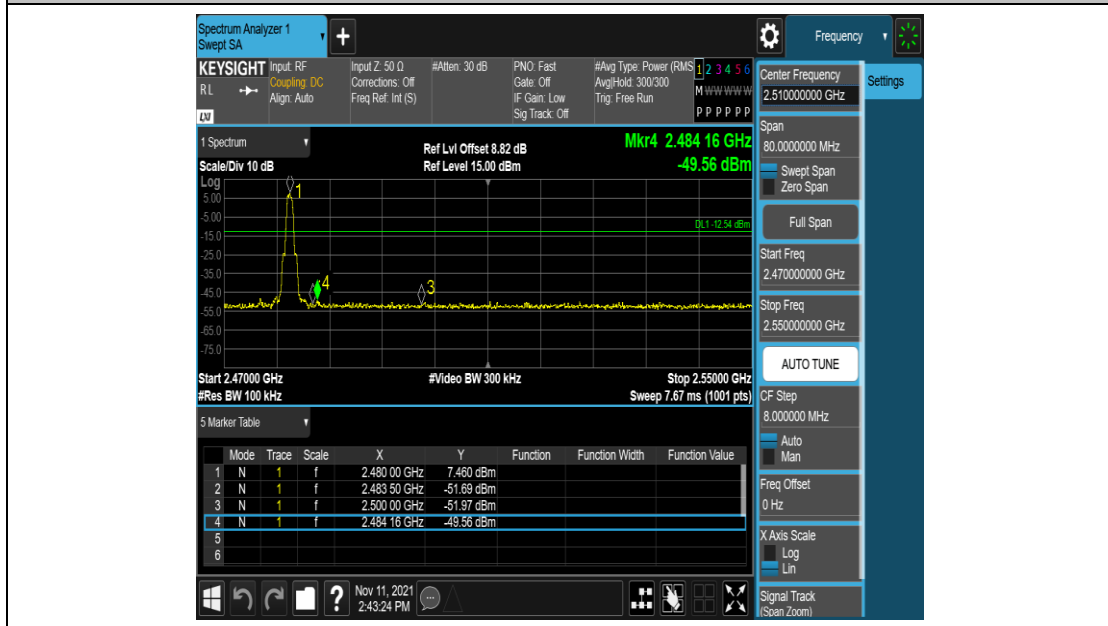 Spectrum Analyzer 1
Swept SA
+
Frequency
KEYSIGHT
RL
LXI
Input: RF
Coupling: DC
Align: Auto
Input Z: 50 Ω
Corrections: Off
Freq Ref: Int (S)
#Atten: 30 dB
PNO: Fast
Gate: Off
IF Gain: Low
Sig Track: Off
#Avg Type: Power (RMS
Avg|Hold: 300/300
Trig: Free Run
1 2 3 4 5 6
M W W W W W
P P P P P P
1 Spectrum
Scale/Div 10 dB
Ref Lvl Offset 8.82 dB
Ref Level 15.00 dBm
Mkr4 2.484 16 GHz
-49.56 dBm
Log
5.00
-5.00
-15.0
-25.0
-35.0
-45.0
-55.0
-65.0
-75.0
1
4
3
DL1 -12.54 dBm
Start 2.47000 GHz
#Res BW 100 kHz
#Video BW 300 kHz
Stop 2.55000 GHz
Sweep 7.67 ms (1001 pts)
5 Marker Table
Mode Trace Scale X Y Function Function Width Function Value
1 N 1 f 2.480 00 GHz 7.460 dBm
2 N 1 f 2.483 50 GHz -51.69 dBm
3 N 1 f 2.500 00 GHz -51.97 dBm
4 N 1 f 2.484 16 GHz -49.56 dBm
5
6
?
Nov 11, 2021
2:43:24 PM
Center Frequency
2.510000000 GHz
Settings
Span
80.0000000 MHz
Swept Span
Zero Span
Full Span
Start Freq
2.470000000 GHz
Stop Freq
2.550000000 GHz
AUTO TUNE
CF Step
8.000000 MHz
Auto
Man
Freq Offset
0 Hz
X Axis Scale
Log
Lin
Signal Track
(Span Zoom)